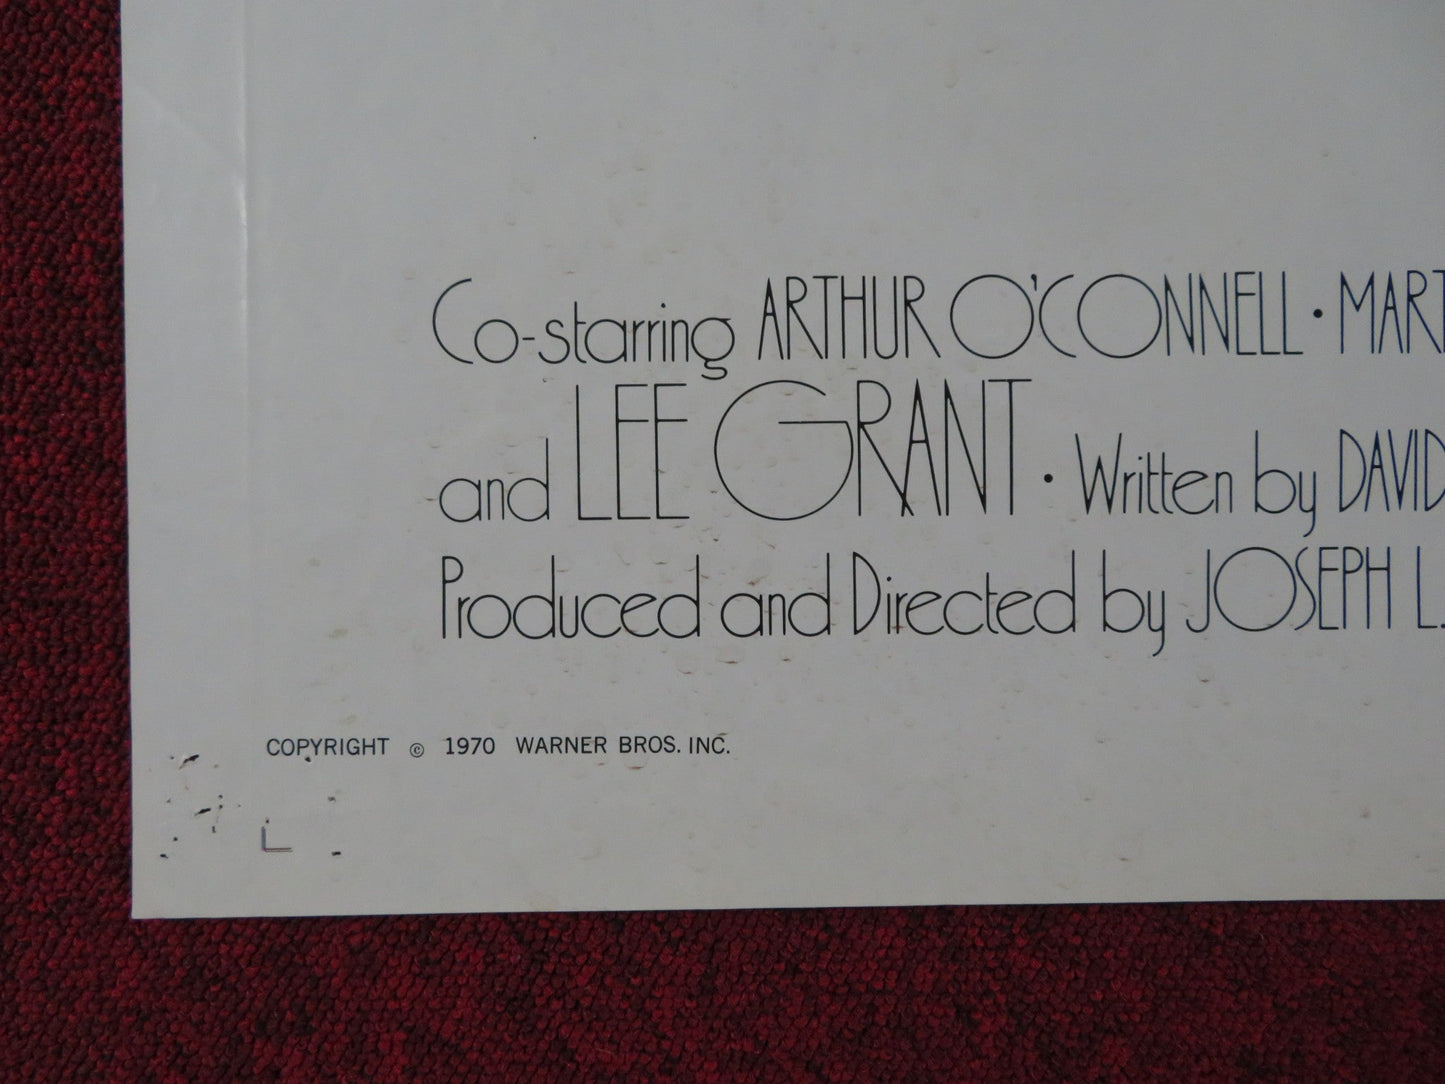 Co-starring ARTHUR O'CONNELL · MART
and LEE GRANT · Written by DAVID
Produced and Directed by JOSEPH L.
COPYRIGHT © 1970 WARNER BROS. INC.